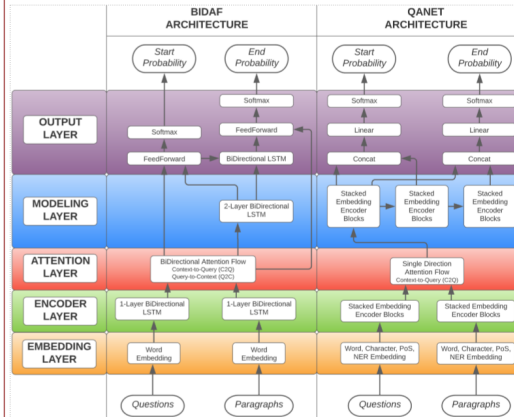 BIDAF
ARCHITECTURE
QANET
ARCHITECTURE
Start
Probability
End
Probability
Start
Probability
End
Probability
OUTPUT
LAYER
Softmax
FeedForward
Softmax
FeedForward
BiDirectional LSTM
Softmax
Linear
Concat
Softmax
Linear
Concat
MODELING
LAYER
2-Layer BiDirectional
LSTM
Stacked
Embedding
Encoder
Blocks
Stacked
Embedding
Encoder
Blocks
Stacked
Embedding
Encoder
Blocks
ATTENTION
LAYER
BiDirectional Attention Flow
Context-to-Query (C2Q)
Query-to-Context (Q2C)
Single Direction
Attention Flow
Context-to-Query (C2Q)
ENCODER
LAYER
1-Layer BiDirectional
LSTM
1-Layer BiDirectional
LSTM
Stacked Embedding
Encoder Blocks
Stacked Embedding
Encoder Blocks
EMBEDDING
LAYER
Word
Embedding
Word
Embedding
Word, Character, PoS,
NER Embedding
Word, Character, PoS,
NER Embedding
Questions
Paragraphs
Questions
Paragraphs